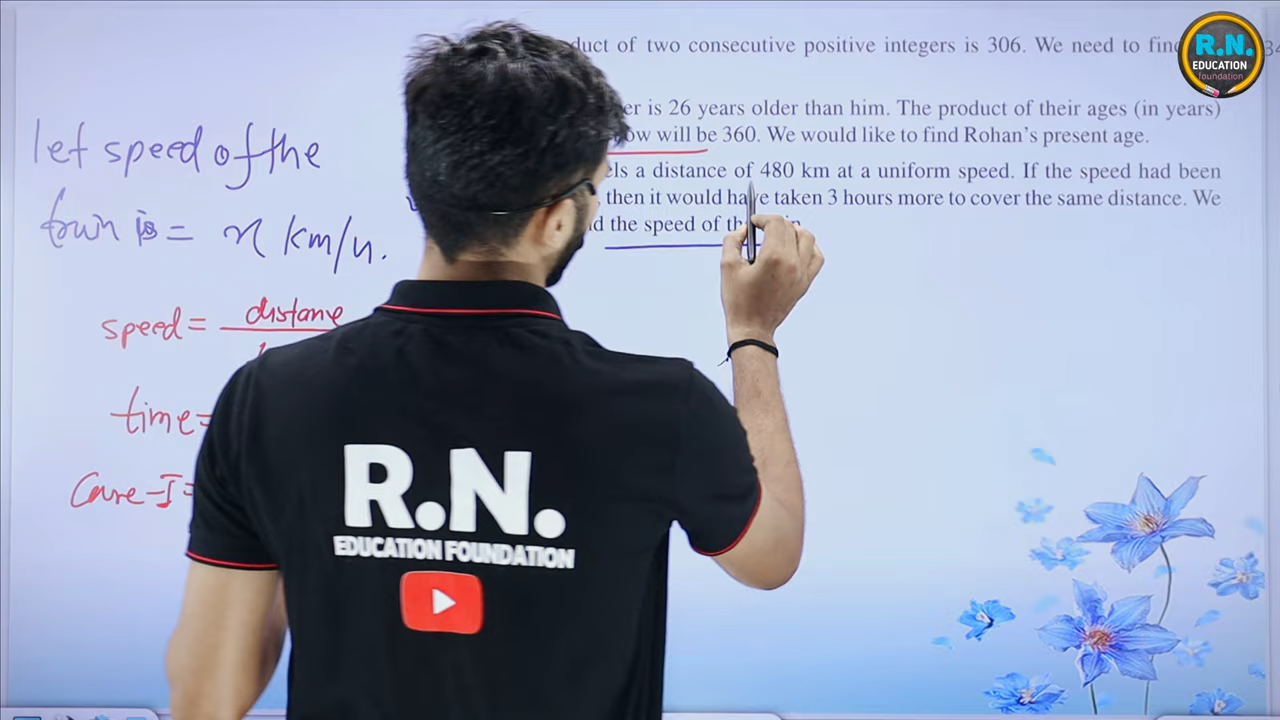 duct of two consecutive positive integers is 306. We need to find
er is 26 years older than him. The product of their ages (in years)
now will be 360. We would like to find Rohan's present age.
els a distance of 480 km at a uniform speed. If the speed had been
then it would have taken 3 hours more to cover the same distance. We
the speed of
let speed of the
train is = x km/h.
speed = distane
time =
Case-I =
R.N.
EDUCATION
foundation
R.N.
EDUCATION FOUNDATION